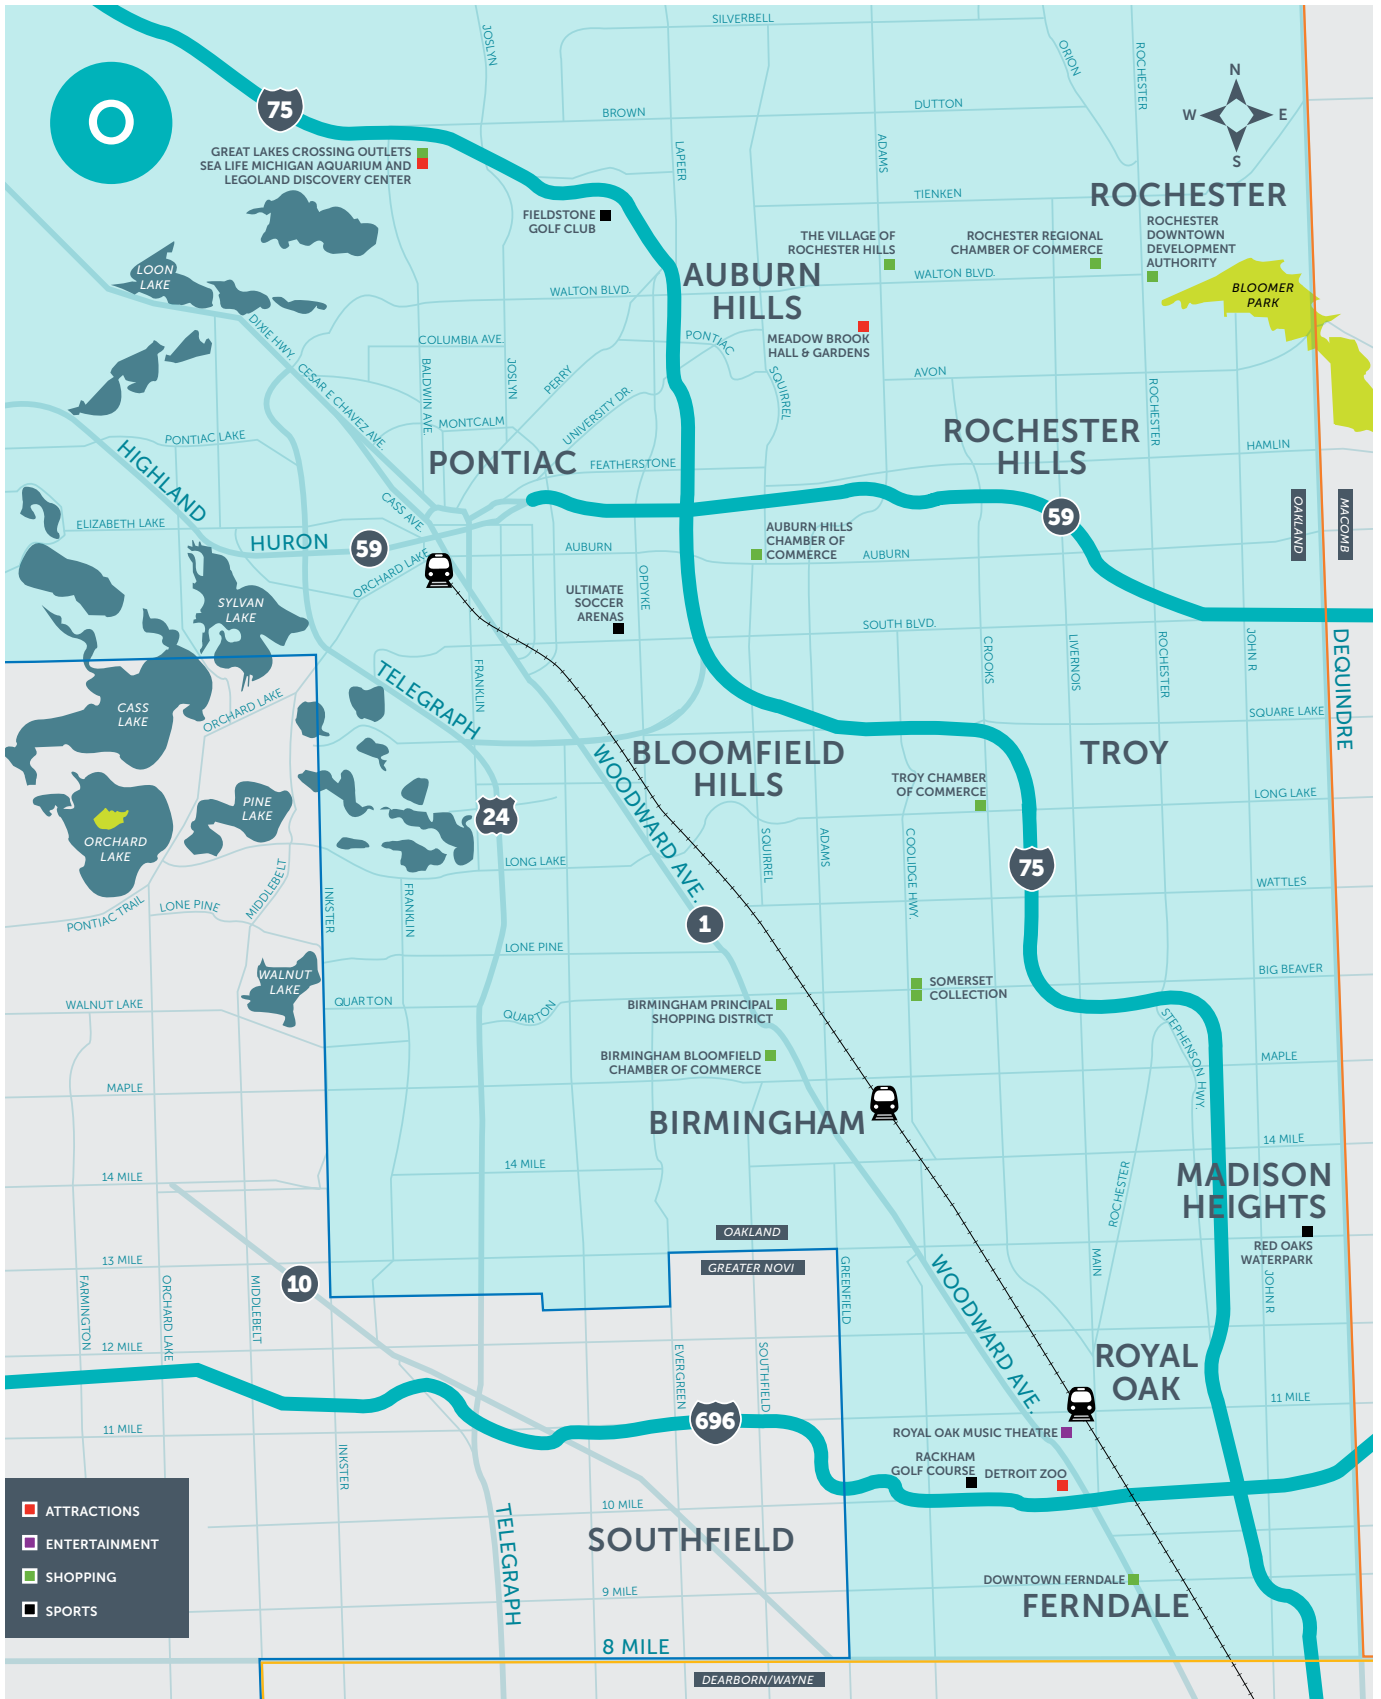 SILVERBELL
JOSLYN
ORION
ROCHESTER
N
W
E
S
O
75
BROWN
DUTTON
LAPEER
ADAMS
GREAT LAKES CROSSING OUTLETS
SEA LIFE MICHIGAN AQUARIUM AND
LEGOLAND DISCOVERY CENTER
TIENKEN
ROCHESTER
FIELDSTONE
GOLF CLUB
THE VILLAGE OF
ROCHESTER HILLS
ROCHESTER REGIONAL
CHAMBER OF COMMERCE
ROCHESTER
DOWNTOWN
DEVELOPMENT
AUTHORITY
LOON
LAKE
AUBURN
HILLS
WALTON BLVD.
WALTON BLVD.
BLOOMER
PARK
DIXIE HWY.
COLUMBIA AVE.
PONTIAC
MEADOW BROOK
HALL & GARDENS
CESAR E CHAVEZ AVE.
BALDWIN AVE.
JOSLYN
PERRY
SQUIRREL
AVON
ROCHESTER
UNIVERSITY DR.
MONTCALM
PONTIAC LAKE
HIGHLAND
PONTIAC
FEATHERSTONE
ROCHESTER
HILLS
HAMLIN
CASS AVE
OAKLAND
MACOMB
ELIZABETH LAKE
HURON
59
59
ORCHARD LAKE
AUBURN
AUBURN HILLS
CHAMBER OF
COMMERCE
AUBURN
OPDYKE
ULTIMATE
SOCCER
ARENAS
SYLVAN
LAKE
SOUTH BLVD.
CROOKS
LIVERNOIS
ROCHESTER
JOHN R
DEQUINDRE
TELEGRAPH
FRANKLIN
CASS
LAKE
ORCHARD LAKE
SQUARE LAKE
WOODWARD AVE.
BLOOMFIELD
HILLS
TROY
TROY CHAMBER
OF COMMERCE
LONG LAKE
PINE
LAKE
24
ORCHARD
LAKE
SQUIRREL
ADAMS
COOLIDGE HWY.
LONG LAKE
75
WATTLES
MIDDLEBELT
INKSTER
FRANKLIN
PONTIAC TRAIL
LONE PINE
1
LONE PINE
WALNUT
LAKE
BIG BEAVER
SOMERSET
COLLECTION
WALNUT LAKE
QUARTON
QUARTON
BIRMINGHAM PRINCIPAL
SHOPPING DISTRICT
STEPHENSON HWY.
BIRMINGHAM BLOOMFIELD
CHAMBER OF COMMERCE
MAPLE
MAPLE
BIRMINGHAM
14 MILE
14 MILE
14 MILE
MADISON
HEIGHTS
ROCHESTER
OAKLAND
GREATER NOVI
RED OAKS
WATERPARK
13 MILE
GREENFIELD
WOODWARD AVE.
MAIN
JOHN R
10
FARMINGTON
ORCHARD LAKE
MIDDLEBELT
12 MILE
EVERGREEN
SOUTHFIELD
ROYAL
OAK
11 MILE
11 MILE
696
ROYAL OAK MUSIC THEATRE
INKSTER
RACKHAM
GOLF COURSE
DETROIT ZOO
ATTRACTIONS
ENTERTAINMENT
SHOPPING
SPORTS
TELEGRAPH
10 MILE
SOUTHFIELD
DOWNTOWN FERNDALE
9 MILE
FERNDALE
8 MILE
DEARBORN/WAYNE